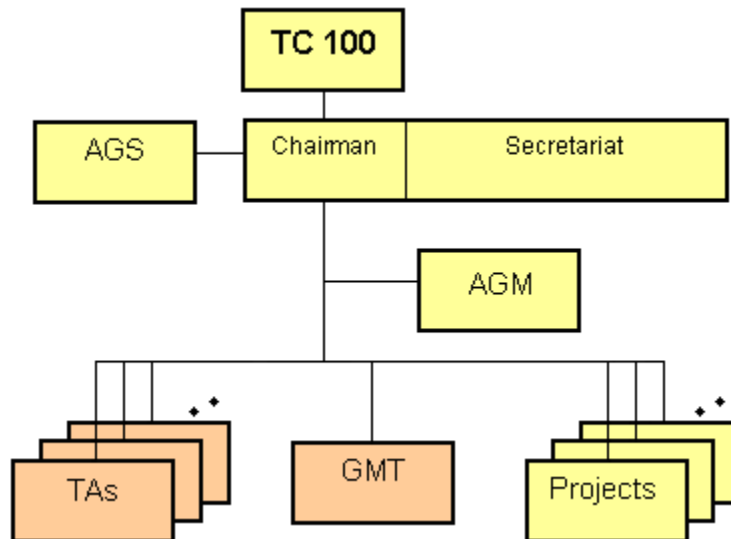 TC 100
AGS
Chairman
Secretariat
AGM
TAs
GMT
Projects